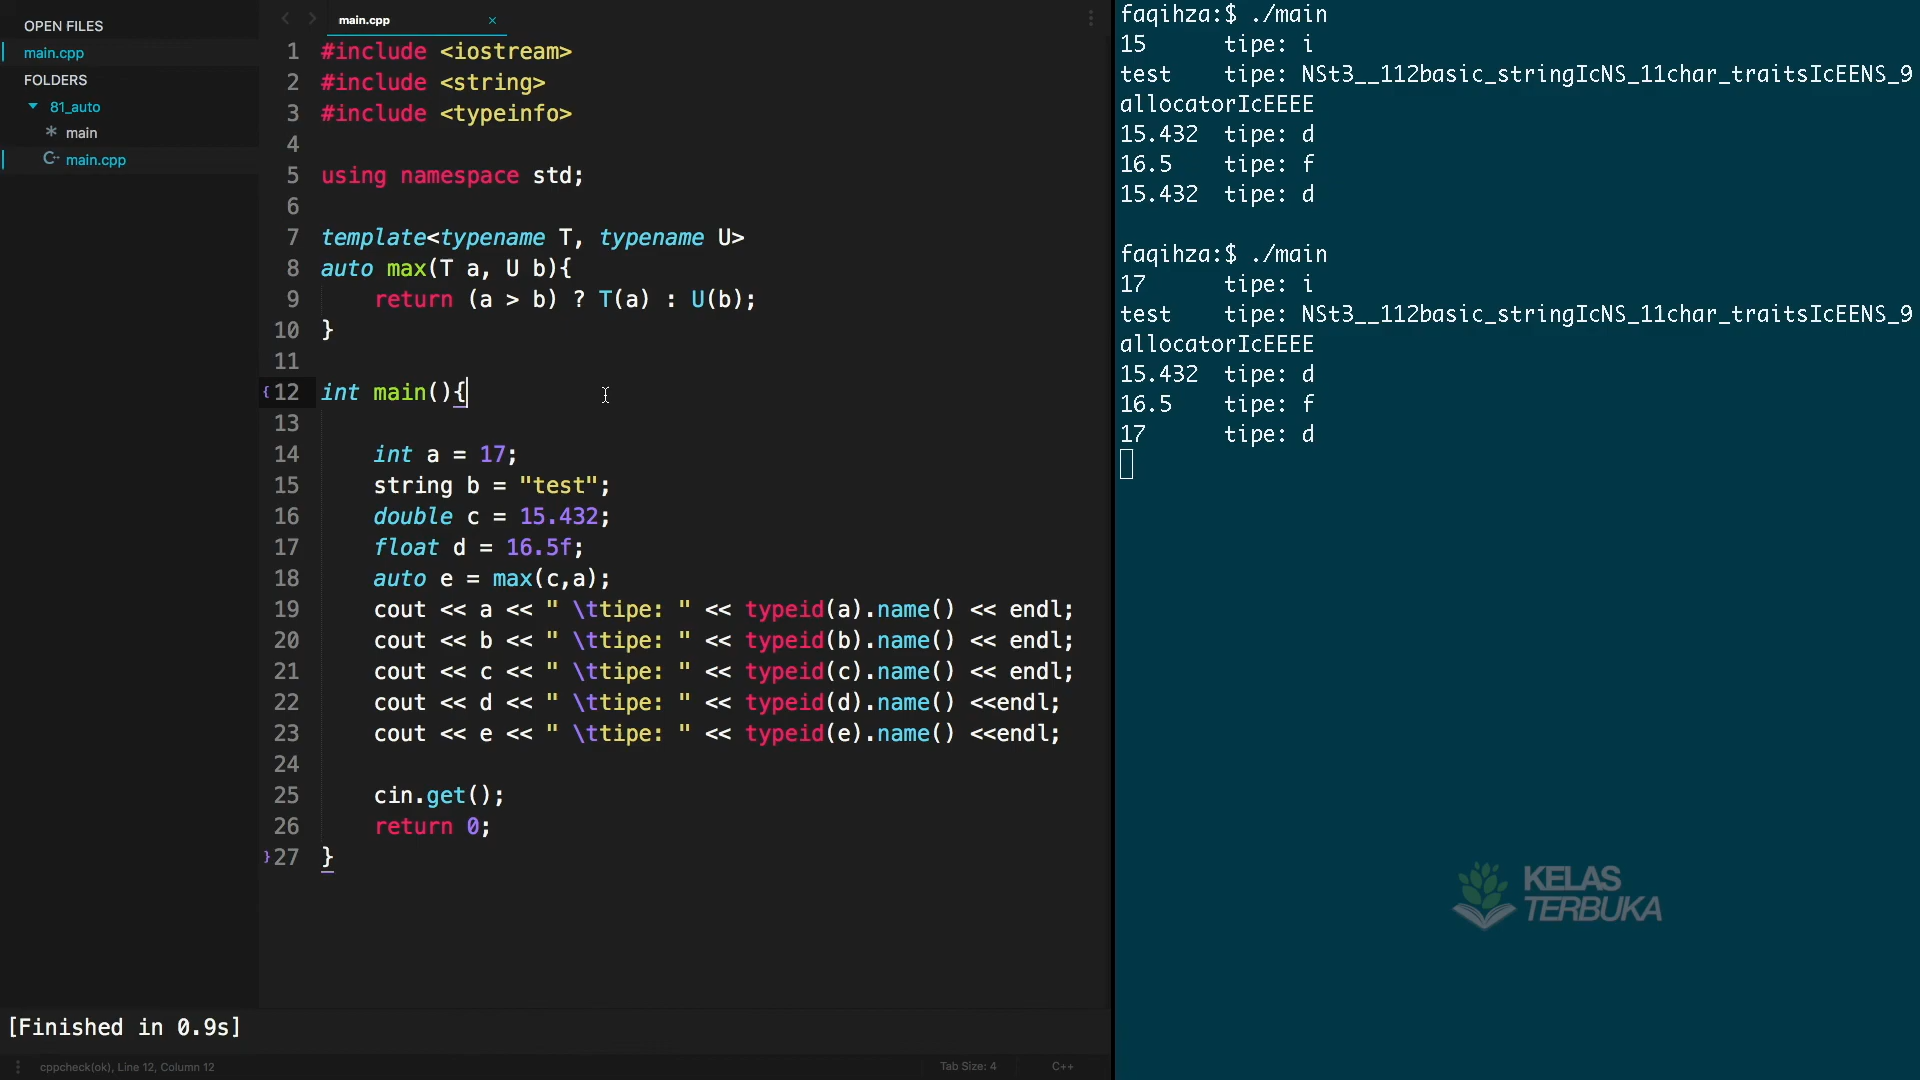 OPEN FILES
main.cpp
FOLDERS
81_auto
main
main.cpp
main.cpp
1 #include <iostream>
2 #include <string>
3 #include <typeinfo>
4
5 using namespace std;
6
7 template<typename T, typename U>
8 auto max(T a, U b){
9     return (a > b) ? T(a) : U(b);
10 }
11
12 int main(){
13
14     int a = 17;
15     string b = "test";
16     double c = 15.432;
17     float d = 16.5f;
18     auto e = max(c,a);
19     cout << a << " \ttipe: " << typeid(a).name() << endl;
20     cout << b << " \ttipe: " << typeid(b).name() << endl;
21     cout << c << " \ttipe: " << typeid(c).name() << endl;
22     cout << d << " \ttipe: " << typeid(d).name() <<endl;
23     cout << e << " \ttipe: " << typeid(e).name() <<endl;
24
25     cin.get();
26     return 0;
27 }
[Finished in 0.9s]
cppcheck(ok), Line 12, Column 12
Tab Size: 4
C++
faqihza:$ ./main
15      tipe: i
test    tipe: NSt3__112basic_stringIcNS_11char_traitsIcEENS_9
allocatorIcEEEE
15.432  tipe: d
16.5    tipe: f
15.432  tipe: d
faqihza:$ ./main
17      tipe: i
test    tipe: NSt3__112basic_stringIcNS_11char_traitsIcEENS_9
allocatorIcEEEE
15.432  tipe: d
16.5    tipe: f
17      tipe: d
KELAS
TERBUKA